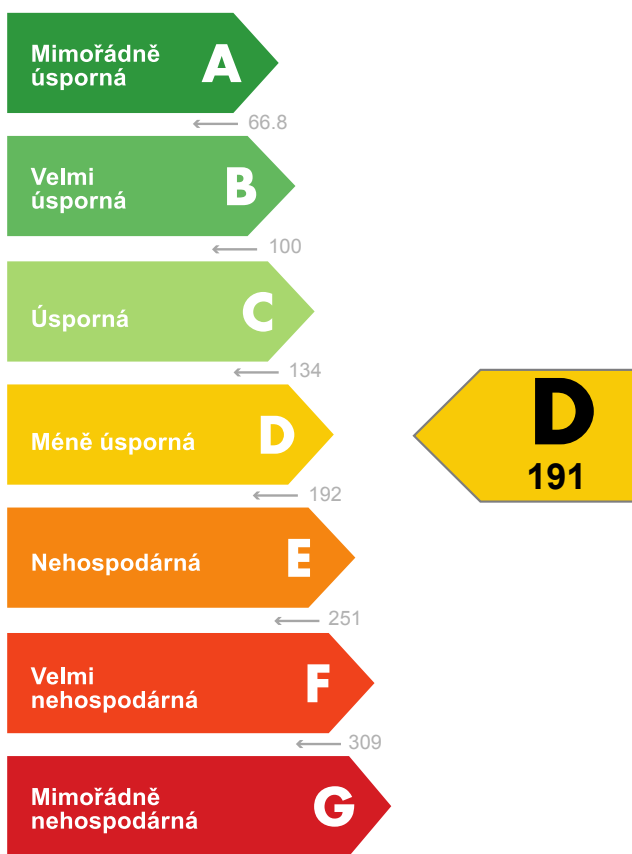 Mimořádně
úsporná
A
66.8
Velmi
úsporná
B
100
Úsporná
C
134
Méně úsporná
D
D
191
192
Nehospodárná
E
251
Velmi
nehospodárná
F
309
Mimořádně
nehospodárná
G